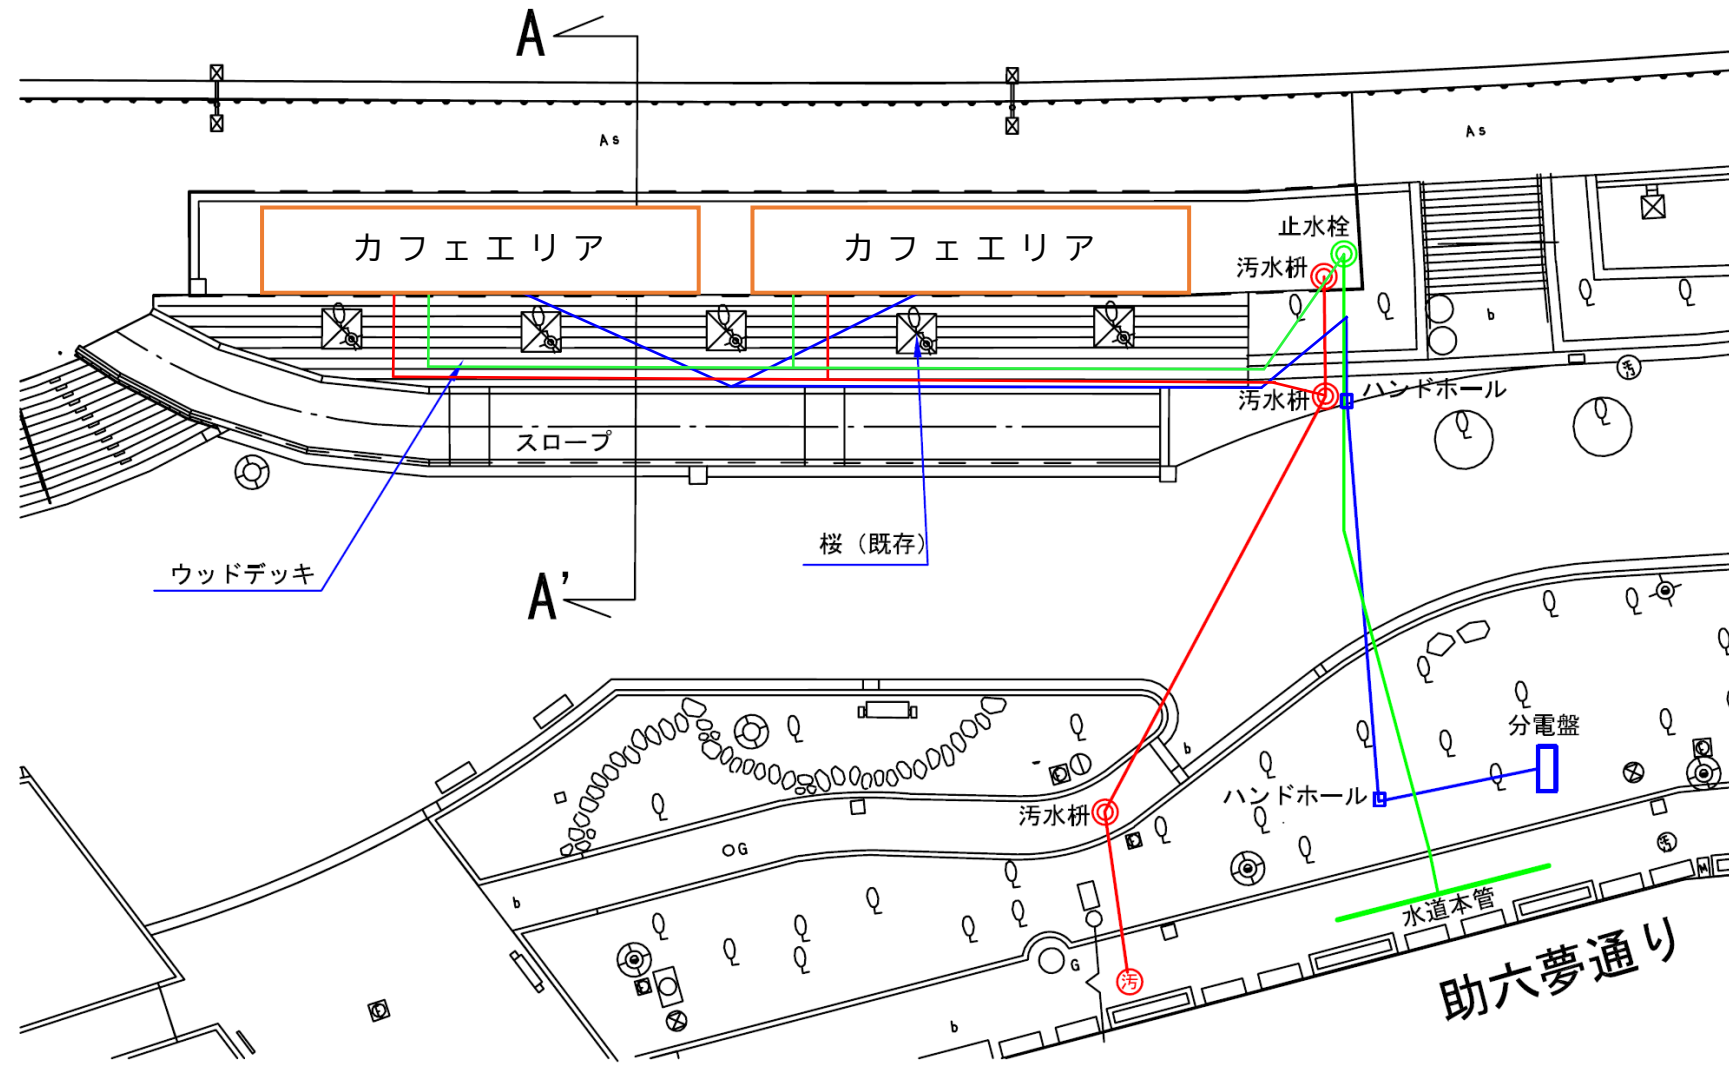 A
As
As
止水栓
カフェエリア
カフェエリア
汚水枡
b
汚
汚水枡
ハンドホール
スロープ
桜（既存）
ウッドデッキ
A’
分電盤
b
ハンドホール
汚水枡
G
汚
M
b
水道本管
助六夢通り
G
汚
b